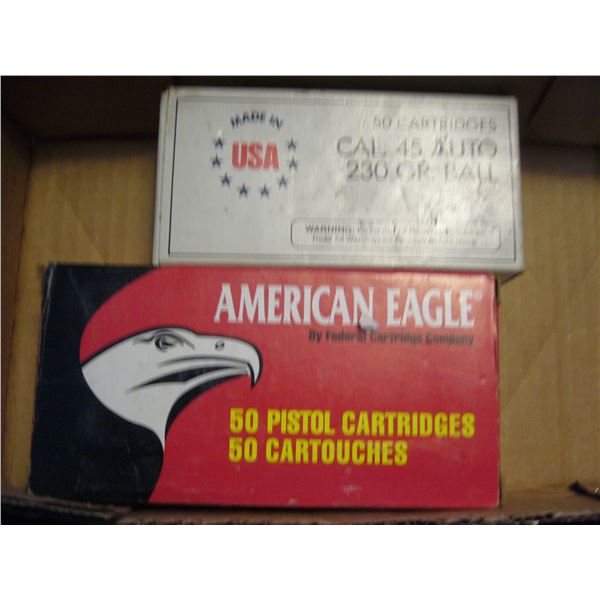 MADE IN
USA
50 CARTRIDGES
CAL. 45 AUTO
230 GR. BALL
WARNING:
AMERICAN EAGLE®
By Federal Cartridge Company
50 PISTOL CARTRIDGES
50 CARTOUCHES